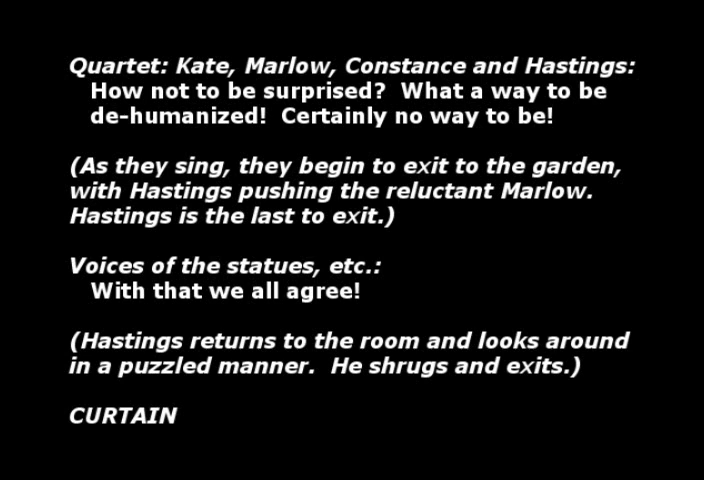 Quartet: Kate, Marlow, Constance and Hastings:
How not to be surprised?  What a way to be
de-humanized!  Certainly no way to be!
(As they sing, they begin to exit to the garden,
with Hastings pushing the reluctant Marlow.
Hastings is the last to exit.)
Voices of the statues, etc.:
With that we all agree!
(Hastings returns to the room and looks around
in a puzzled manner.  He shrugs and exits.)
CURTAIN